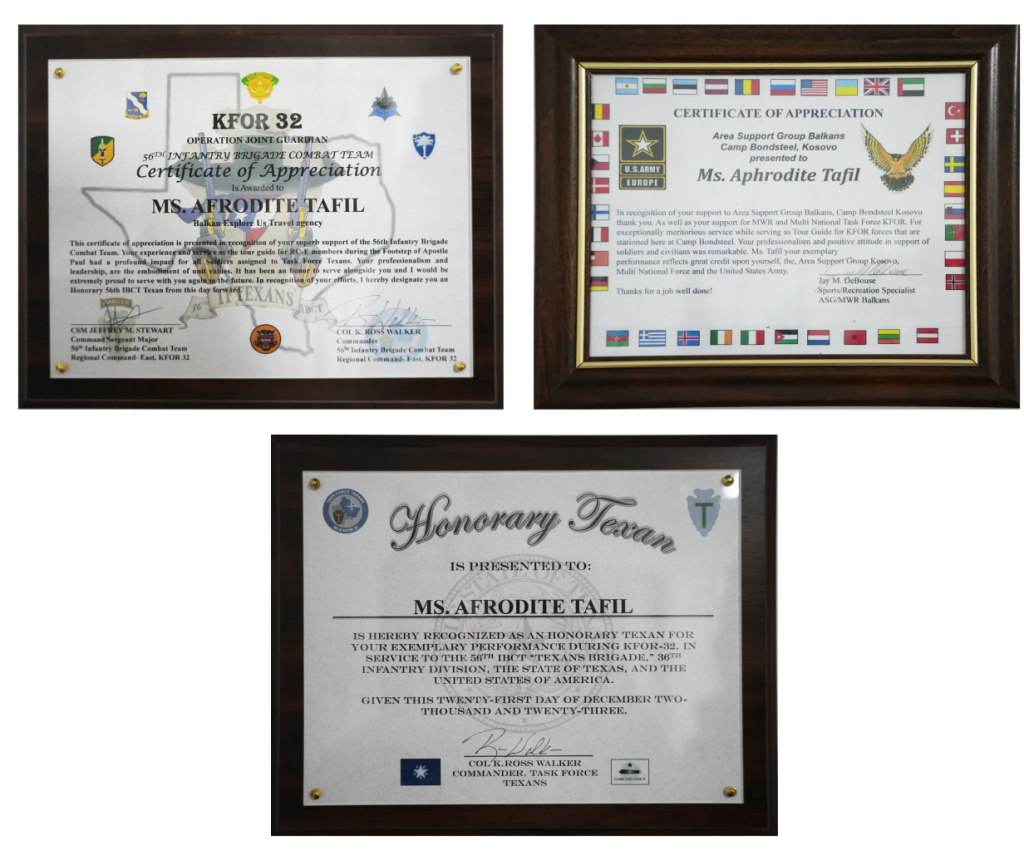 KFOR 32
OPERATION JOINT GUARDIAN
56TH INFANTRY BRIGADE COMBAT TEAM
Certificate of Appreciation
Is Awarded to
MS. AFRODITE TAFIL
Balkan Explore Us Travel agency
This certificate of appreciation is presented in recognition of your superb support of the 56th Infantry Brigade
Combat Team. Your experience and service as the tour guide for RC-E members during the Footstep of Apostle
Paul had a profound impact for all Soldiers assigned to Task Force Texans. Your professionalism and
leadership, are the embodiment of unit values. It has been an honor to serve alongside you and I would be
extremely proud to serve with you again in the future. In recognition of your efforts, I hereby designate you an
Honorary 56th IBCT Texan from this day forward.
56 TF TEXANS IBCT
CSM JEFFREY M. STEWART
Command Sergeant Major
56th Infantry Brigade Combat Team
Regional Command- East, KFOR 32
COL K. ROSS WALKER
Commander
56th Infantry Brigade Combat Team
Regional Command- East, KFOR 32
CERTIFICATE OF APPRECIATION
U.S.ARMY
EUROPE
Area Support Group Balkans
Camp Bondsteel, Kosovo
presented to
Ms. Aphrodite Tafil
In recognition of your support to Area Support Group Balkans, Camp Bondsteel Kosovo
thank you. As well as your support for MWR and Multi National Task Force KFOR. For
exceptionally meritorious service while serving as Tour Guide for KFOR forces that are
stationed here at Camp Bondsteel. Your professionalism and positive attitude in support of
soldiers and civilians was remarkable. Ms. Tafil your exemplary
performance reflects great credit upon yourself, the, Area Support Group Kosovo,
Multi National Force and the United States Army.
Jay M. DeBouse
Sports/Recreation Specialist
ASG/MWR Balkans
Thanks for a job well done!
Honorary Texan
IS PRESENTED TO:
MS. AFRODITE TAFIL
IS HEREBY RECOGNIZED AS AN HONORARY TEXAN FOR
YOUR EXEMPLARY PERFORMANCE DURING KFOR-32, IN
SERVICE TO THE 56TH IBCT "TEXANS BRIGADE," 36TH
INFANTRY DIVISION, THE STATE OF TEXAS, AND THE
UNITED STATES OF AMERICA.
GIVEN THIS TWENTY-FIRST DAY OF DECEMBER TWO-
THOUSAND AND TWENTY-THREE.
COL K.ROSS WALKER
COMMANDER, TASK FORCE
TEXANS